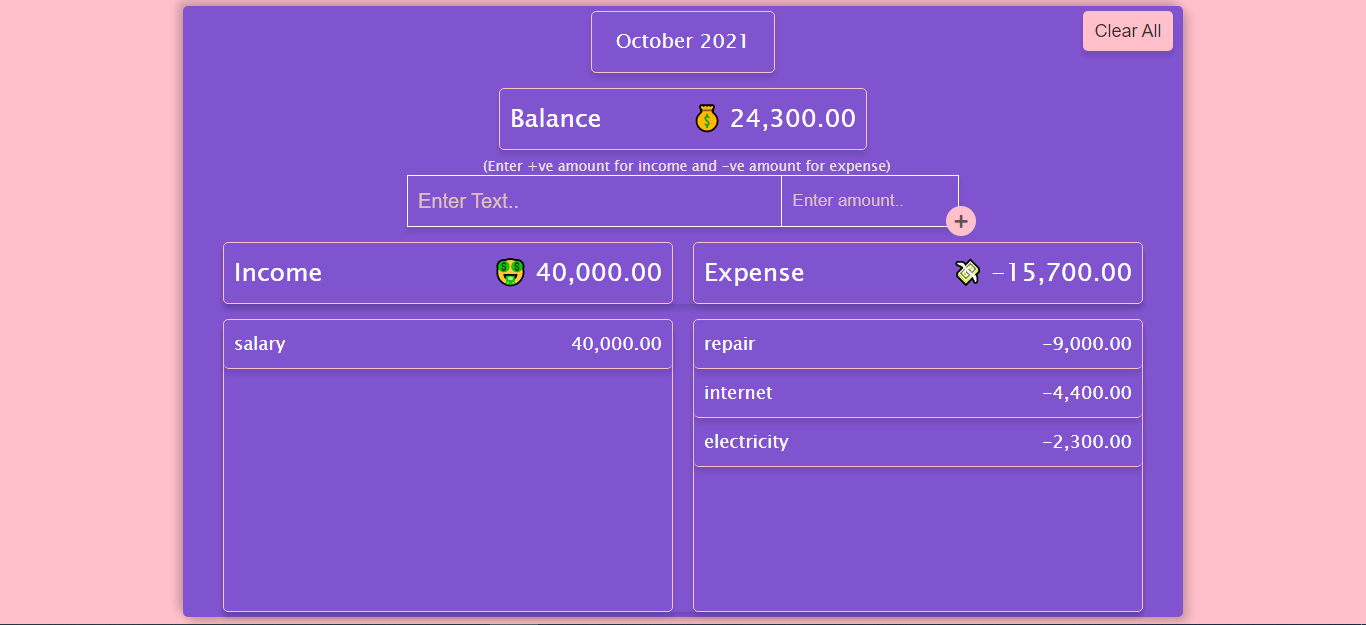 October 2021
Clear All
Balance 24,300.00
(Enter +ve amount for income and -ve amount for expense)
Enter Text.. Enter amount..
+
Income 40,000.00
Expense -15,700.00
salary 40,000.00
repair -9,000.00
internet -4,400.00
electricity -2,300.00